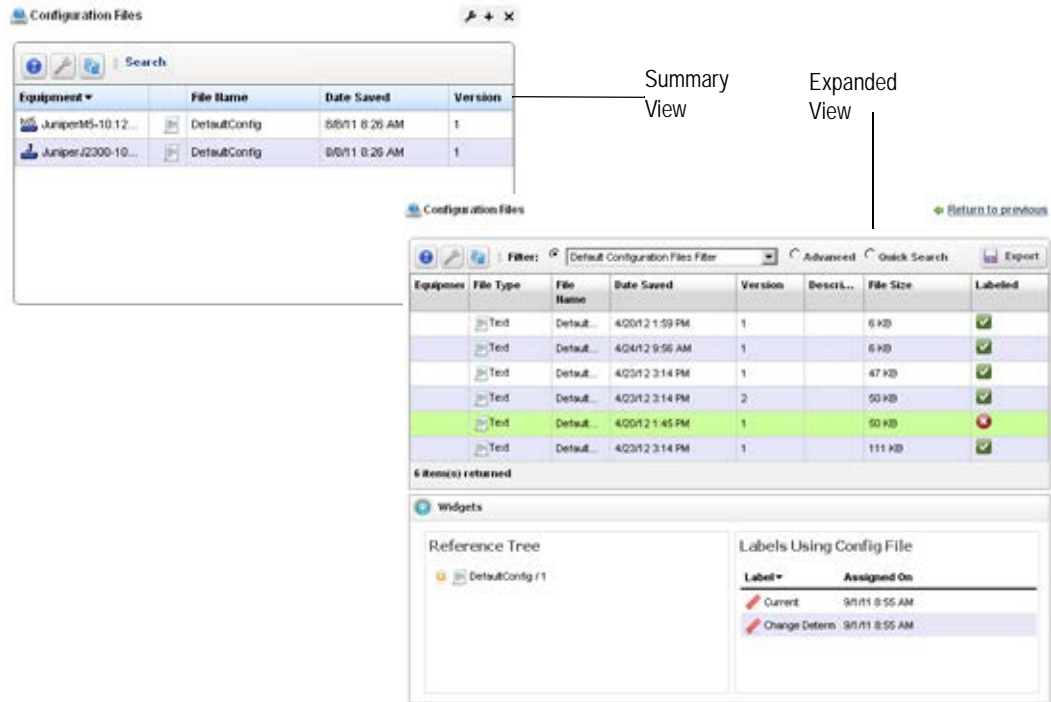 Configuration Files
Search
Equipment File Name Date Saved Version
JuniperM5-10.12... DefaultConfig 8/8/11 8:26 AM 1
JuniperJ2300-10... DefaultConfig 8/8/11 8:26 AM 1
Summary View
Expanded View
Configuration Files Return to previous
Filter: Default Configuration Files Filter Advanced Quick Search Export
Equipmen File Type File Name Date Saved Version Descri... File Size Labeled
Text Default... 4/20/12 1:59 PM 1 6 KB
Text Default... 4/24/12 9:56 AM 1 6 KB
Text Default... 4/23/12 3:14 PM 1 47 KB
Text Default... 4/23/12 3:14 PM 2 50 KB
Text Default... 4/20/12 1:45 PM 1 50 KB
Text Default... 4/23/12 3:14 PM 1 111 KB
6 item(s) returned
Widgets
Reference Tree
DefaultConfig / 1
Labels Using Config File
Label Assigned On
Current 9/1/11 8:55 AM
Change Determ 9/1/11 8:55 AM